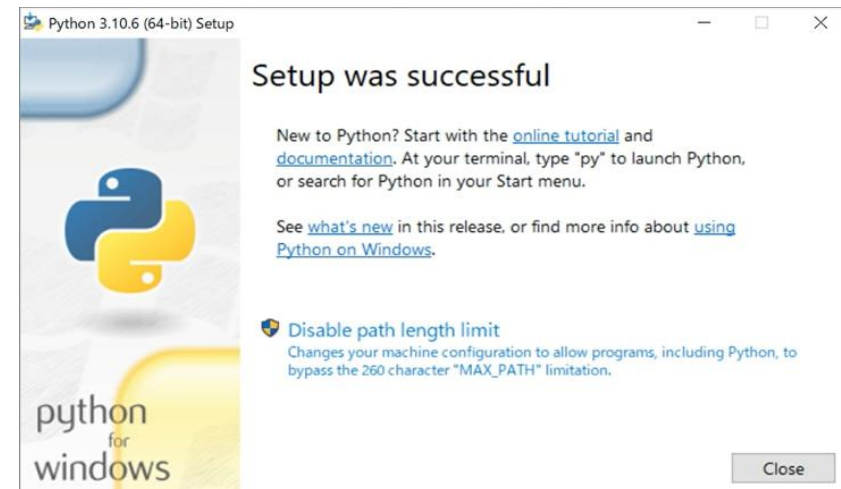 Python 3.10.6 (64-bit) Setup
Setup was successful
New to Python? Start with the online tutorial and
documentation. At your terminal, type "py" to launch Python,
or search for Python in your Start menu.
See what's new in this release, or find more info about using
Python on Windows.
Disable path length limit
Changes your machine configuration to allow programs, including Python, to
bypass the 260 character "MAX_PATH" limitation.
python
for
windows
Close